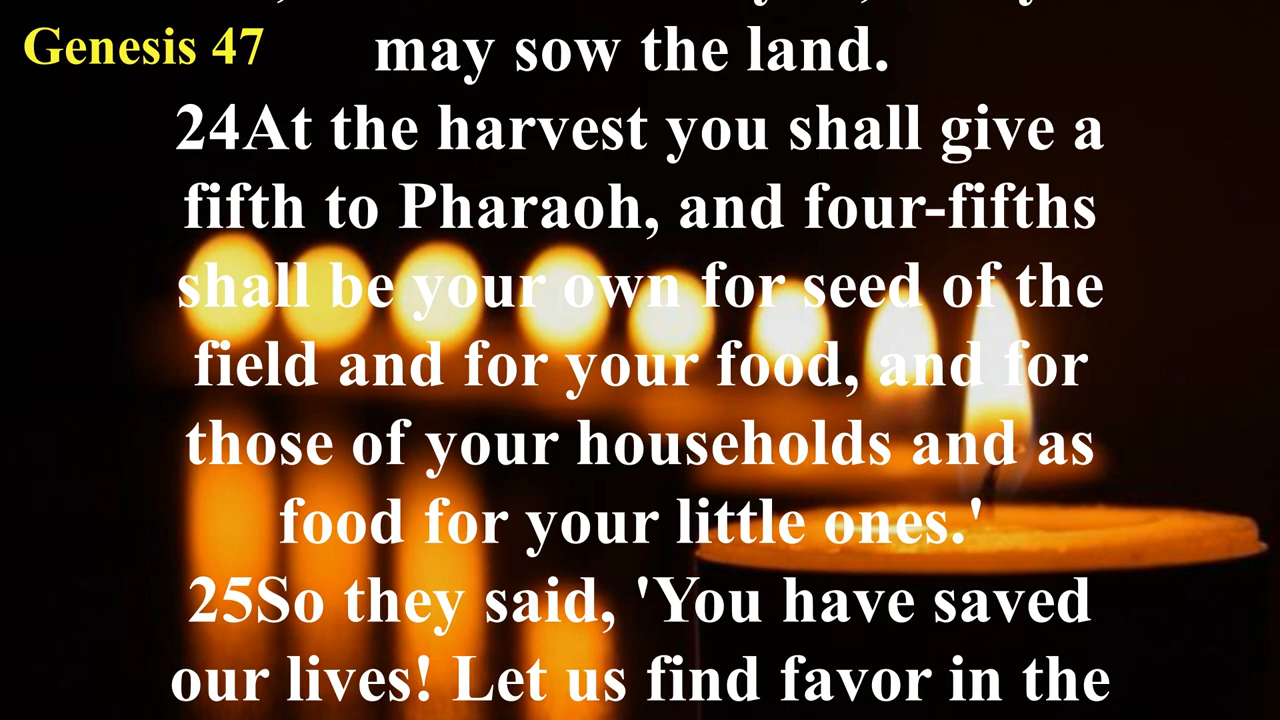 Genesis 47
may sow the land.
24At the harvest you shall give a
fifth to Pharaoh, and four-fifths
shall be your own for seed of the
field and for your food, and for
those of your households and as
food for your little ones.'
25So they said, 'You have saved
our lives! Let us find favor in the